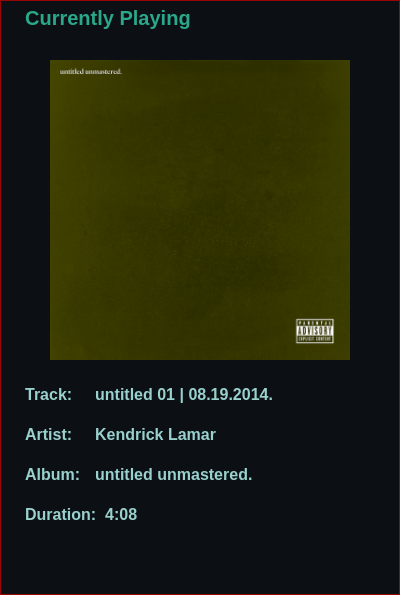 Currently Playing
untitled unmastered.
PARENTAL
ADVISORY
EXPLICIT CONTENT
Track: untitled 01 | 08.19.2014.
Artist: Kendrick Lamar
Album: untitled unmastered.
Duration: 4:08